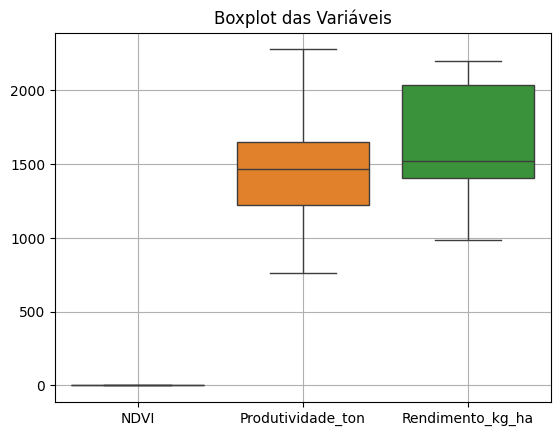 Boxplot das Variáveis
2000
1500
1000
500
0
NDVI Produtividade_ton Rendimento_kg_ha